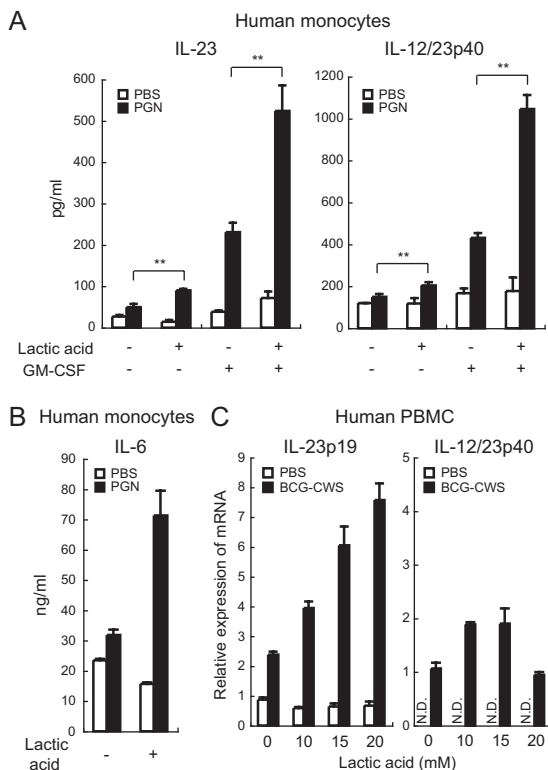 A
Human monocytes
IL-23
IL-12/23p40
pg/ml
600
500
400
300
200
100
0
PBS
PGN
**
**
1200
1000
800
600
400
200
0
PBS
PGN
**
**
Lactic acid - + - + - + - +
GM-CSF - - + + - - + +
B Human monocytes
IL-6
ng/ml
90
80
70
60
50
40
30
20
10
0
PBS
PGN
Lactic acid - +
C
Human PBMC
IL-23p19
IL-12/23p40
Relative expression of mRNA
9
8
7
6
5
4
3
2
1
0
PBS
BCG-CWS
0 10 15 20
5
4
3
2
1
0
PBS
BCG-CWS
N.D. N.D. N.D. N.D.
0 10 15 20
Lactic acid (mM)